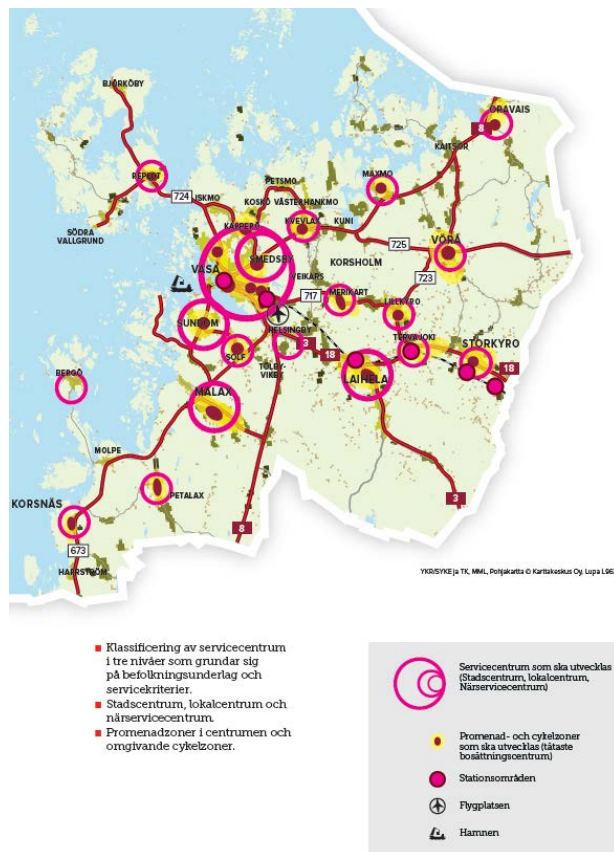 BJÖRKÖBY
ORAVAIS
8
KAITSOR
REPLOT
724
ISKMO
PETSMO
MAXMO
KOSKÖ
VÄSTERHANKMO
KARPERÖ
KVEVLAX
KUNI
SÖDRA
VALLGRUND
SMEDSBY
725
VÖRÅ
KORSHOLM
VASA
VEIKARS
723
717
MERIKART
LILLKYRO
SUNDOM
HELSINGBY
3
TERVAJOKI
STORKYRO
SOLF
18
18
TÖLBY-
VIKBY
LAIHELA
BERGÖ
MALAX
MOLPE
PETALAX
KORSNÄS
3
8
673
HARRSTRÖM
YKR/SYKE ja TK, MML, Pohjakartta © Karttakeskus Oy, Lupa L96
Klassificering av servicecentrum
i tre nivåer som grundar sig
på befolkningsunderlag och
servicekriterier.
Stadscentrum, lokalcentrum och
närservicecentrum.
Promenadzoner i centrumen och
omgivande cykelzoner.
Servicecentrum som ska utvecklas
(Stadscentrum, lokalcentrum,
Närservicecentrum)
Promenad- och cykelzoner
som ska utvecklas (tätaste
bosättningscentrum)
Stationsområden
Flygplatsen
Hamnen